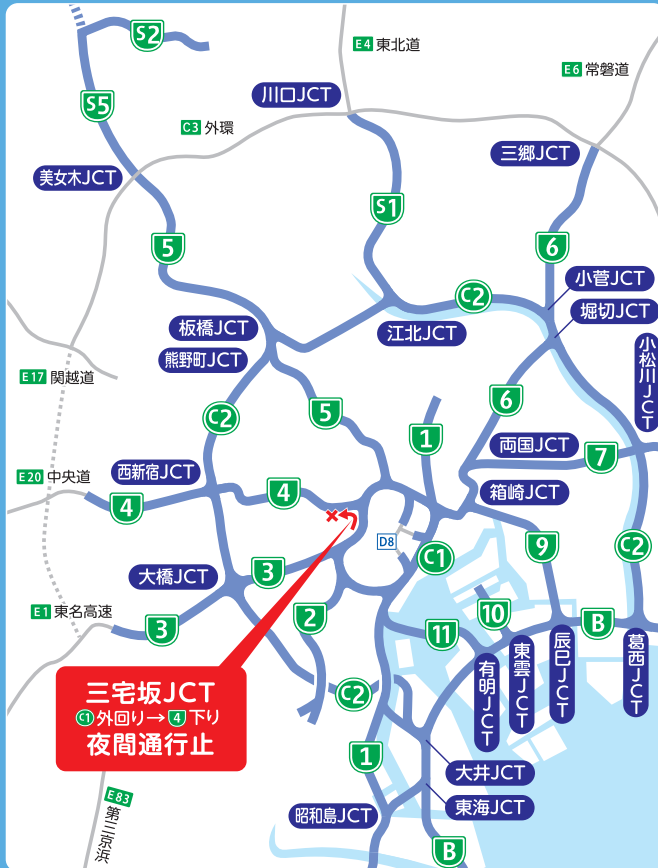 S2
E4 東北道
E6 常磐道
川口JCT
S5
C3 外環
三郷JCT
美女木JCT
S1
5
6
小菅JCT
C2
堀切JCT
板橋JCT
江北JCT
熊野町JCT
小松川JCT
E17 関越道
6
C2
5
1
両国JCT
7
E20 中央道
西新宿JCT
4
4
箱崎JCT
D8
C1
9
C2
大橋JCT
3
E1 東名高速
3
2
10
B
11
有明JCT
東雲JCT
辰巳JCT
葛西JCT
三宅坂JCT
C1外回り→4下り
夜間通行止
C2
1
大井JCT
東海JCT
昭和島JCT
E83
第三京浜
B